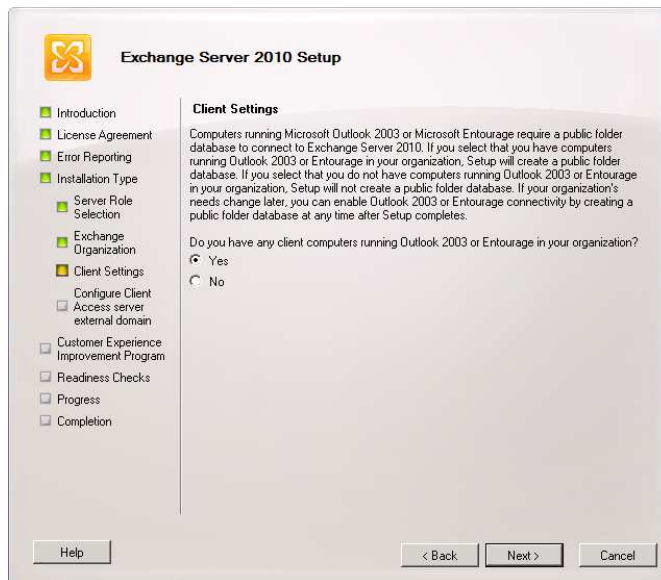 Exchange Server 2010 Setup
Introduction
License Agreement
Error Reporting
Installation Type
Server Role
Selection
Exchange
Organization
Client Settings
Configure Client
Access server
external domain
Customer Experience
Improvement Program
Readiness Checks
Progress
Completion
Client Settings
Computers running Microsoft Outlook 2003 or Microsoft Entourage require a public folder
database to connect to Exchange Server 2010. If you select that you have computers
running Outlook 2003 or Entourage in your organization, Setup will create a public folder
database. If you select that you do not have computers running Outlook 2003 or Entourage
in your organization, Setup will not create a public folder database. If your organization's
needs change later, you can enable Outlook 2003 or Entourage connectivity by creating a
public folder database at any time after Setup completes.
Do you have any client computers running Outlook 2003 or Entourage in your organization?
Yes
No
Help
< Back
Next >
Cancel